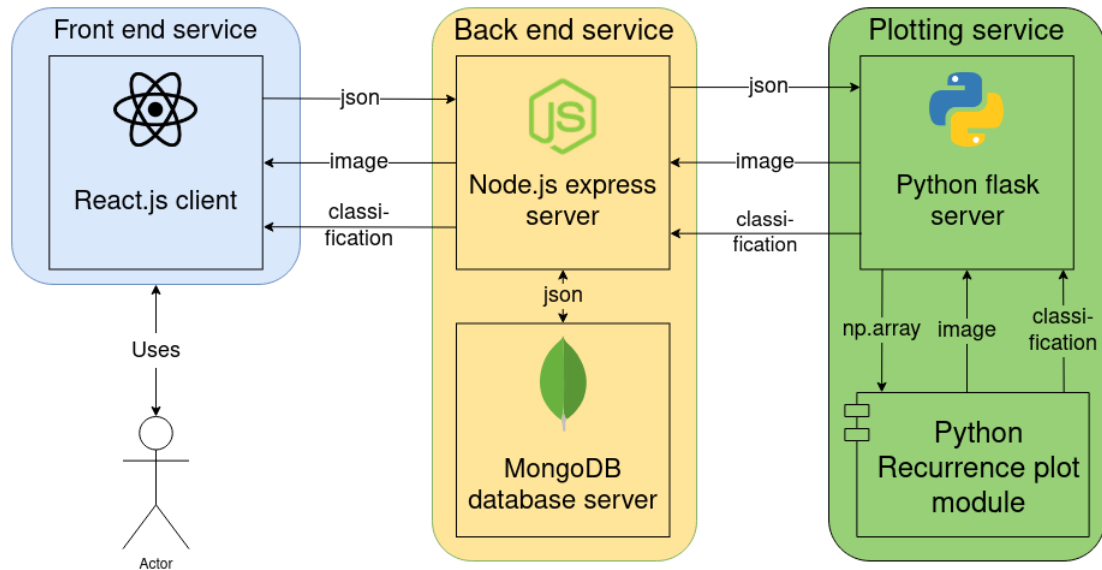 Front end service
React.js client
json
image
classi-
fication
Uses
Actor
Back end service
JS
Node.js express
server
json
MongoDB
database server
json
image
classi-
fication
Plotting service
Python flask
server
np.array
image
classi-
fication
Python
Recurrence plot
module